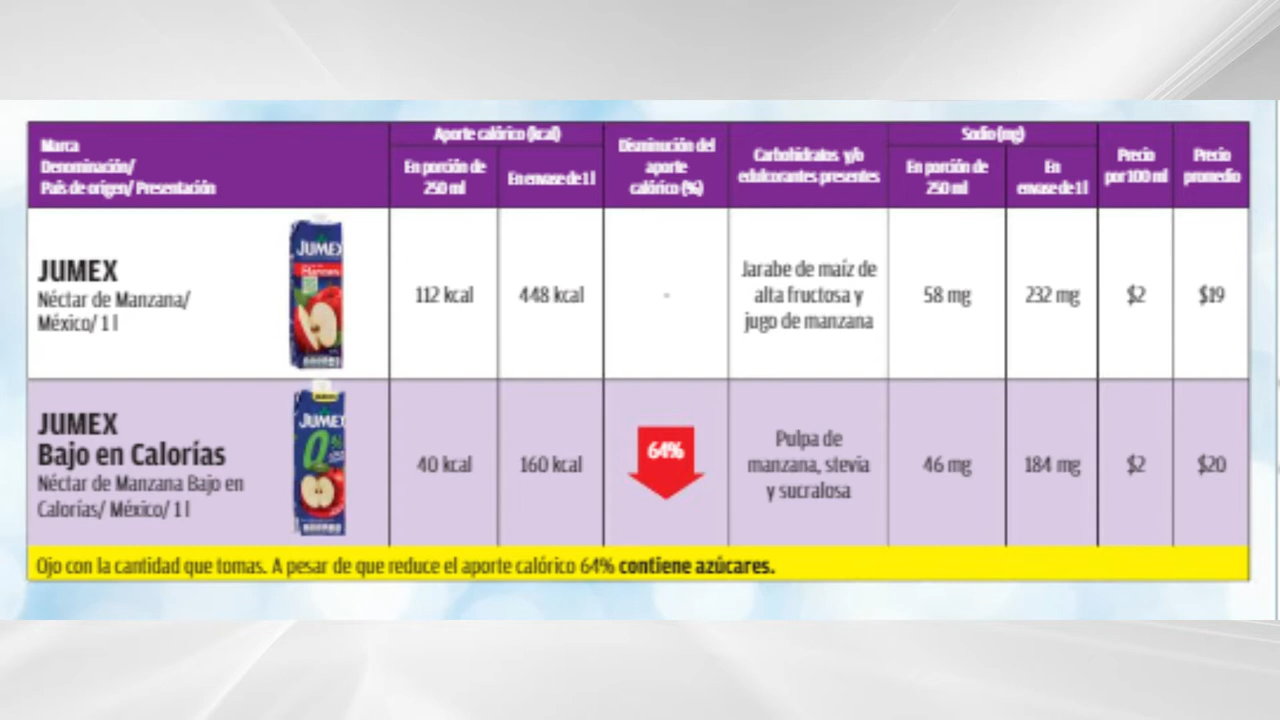 Marca
Denominación/
País de origen/ Presentación
Aporte calórico (kcal)
En porción de
250 ml
En envase de 1 l
Disminución del
aporte
calórico (%)
Carbohidratos y/o
edulcorantes presentes
Sodio (mg)
En porción de
250 ml
En
envase de 1 l
Precio
por 100 ml
Precio
promedio
JUMEX
Néctar de Manzana/
México/ 1 l
JUMEX
Manzana
112 kcal
448 kcal
-
Jarabe de maíz de
alta fructosa y
jugo de manzana
58 mg
232 mg
$2
$19
JUMEX
Bajo en Calorías
Néctar de Manzana Bajo en
Calorías/ México/ 1 l
JUMEX
0%
40 kcal
160 kcal
64%
Pulpa de
manzana, stevia
y sucralosa
46 mg
184 mg
$2
$20
Ojo con la cantidad que tomas. A pesar de que reduce el aporte calórico 64% contiene azúcares.